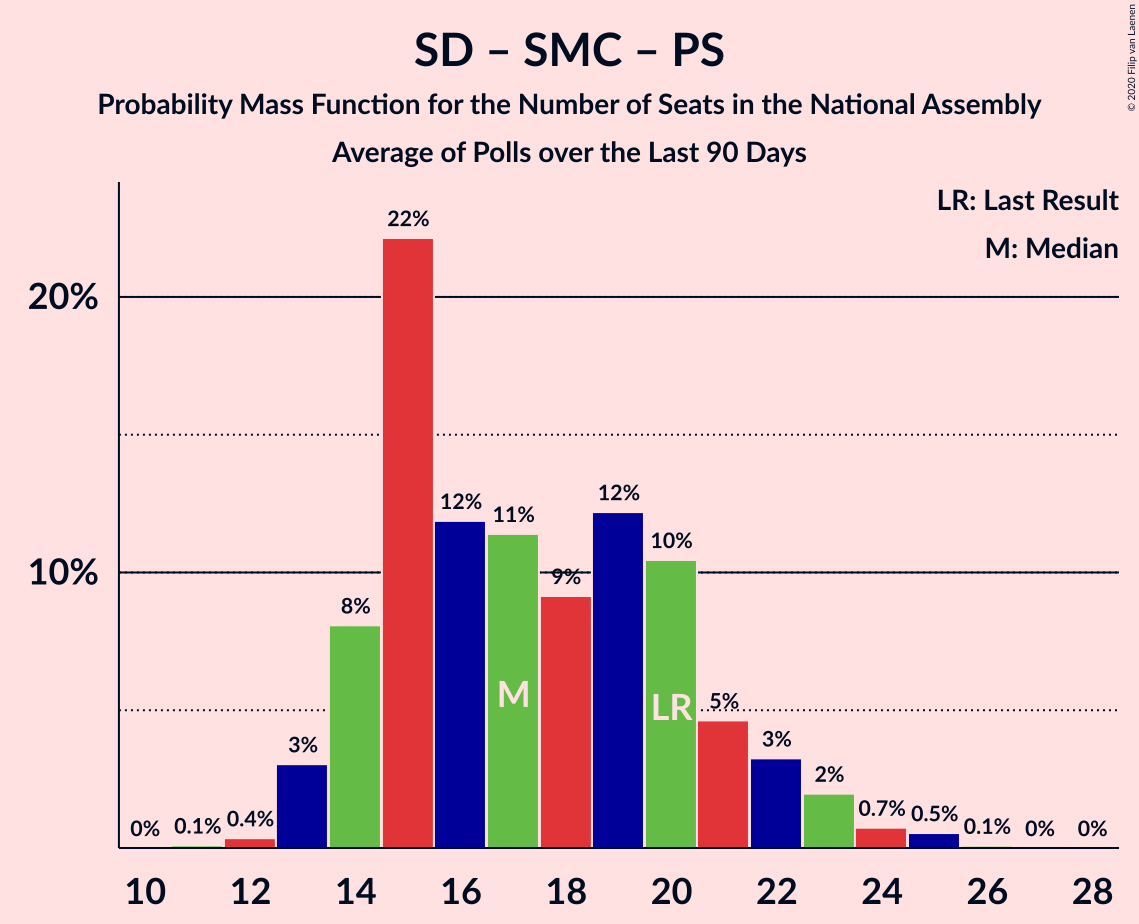 SD – SMC – PS
Probability Mass Function for the Number of Seats in the National Assembly
Average of Polls over the Last 90 Days
© 2020 Filip van Laenen
LR: Last Result
M: Median
20%
10%
0%
0.1%
0.4%
3%
8%
22%
12%
11%
9%
12%
10%
5%
3%
2%
0.7%
0.5%
0.1%
0%
0%
M
LR
10 12 14 16 18 20 22 24 26 28